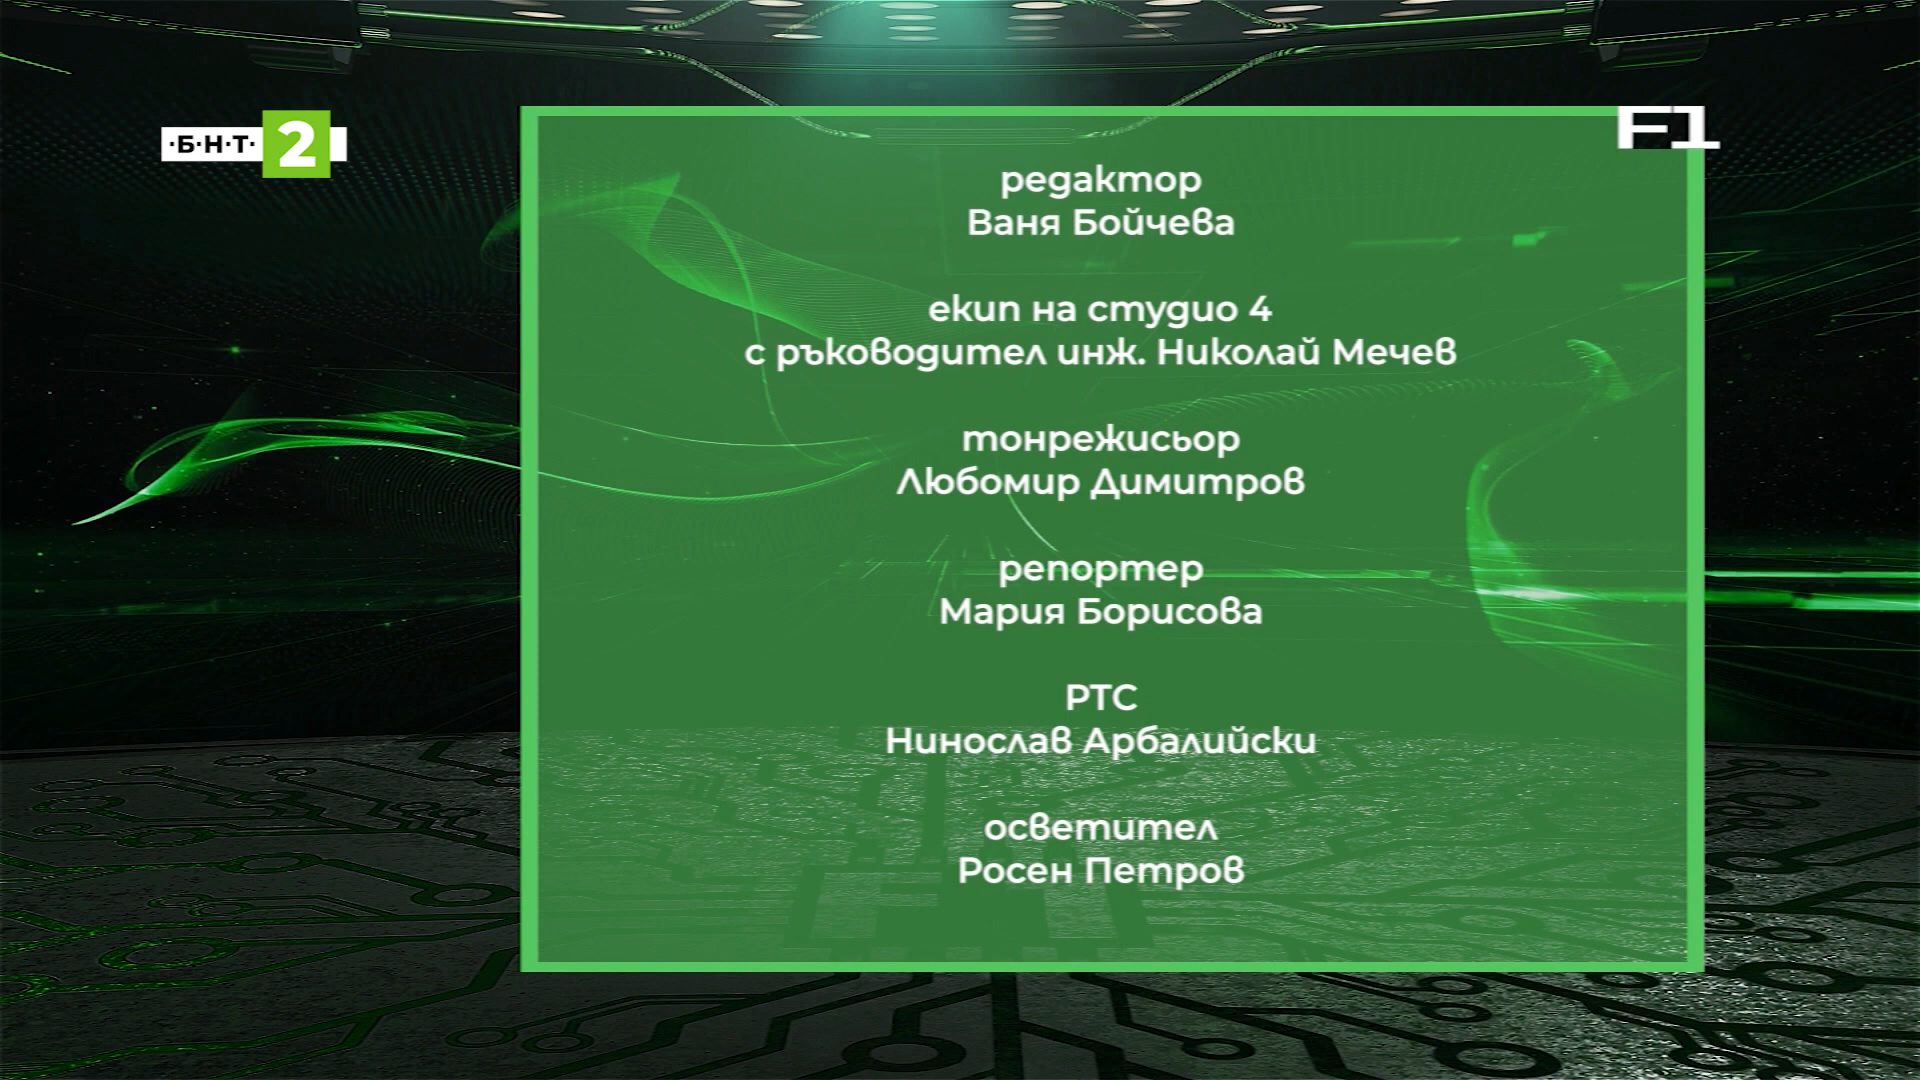 ·Б·Н·Т· 2
F1
редактор
Ваня Бойчева
екип на студио 4
с ръководител инж. Николай Мечев
тонрежисьор
Любомир Димитров
репортер
Мария Борисова
РТС
Нинослав Арбалийски
осветител
Росен Петров